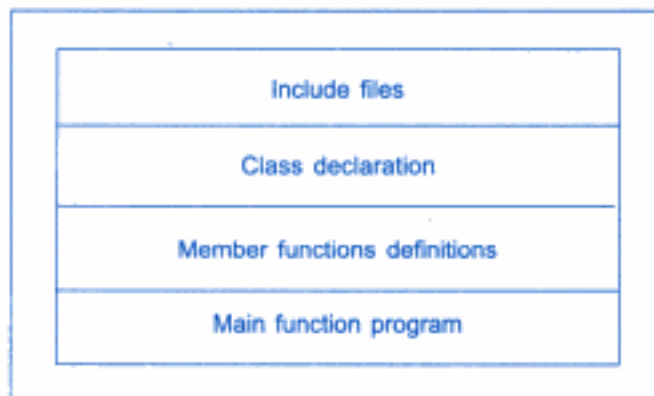 Include files
Class declaration
Member functions definitions
Main function program